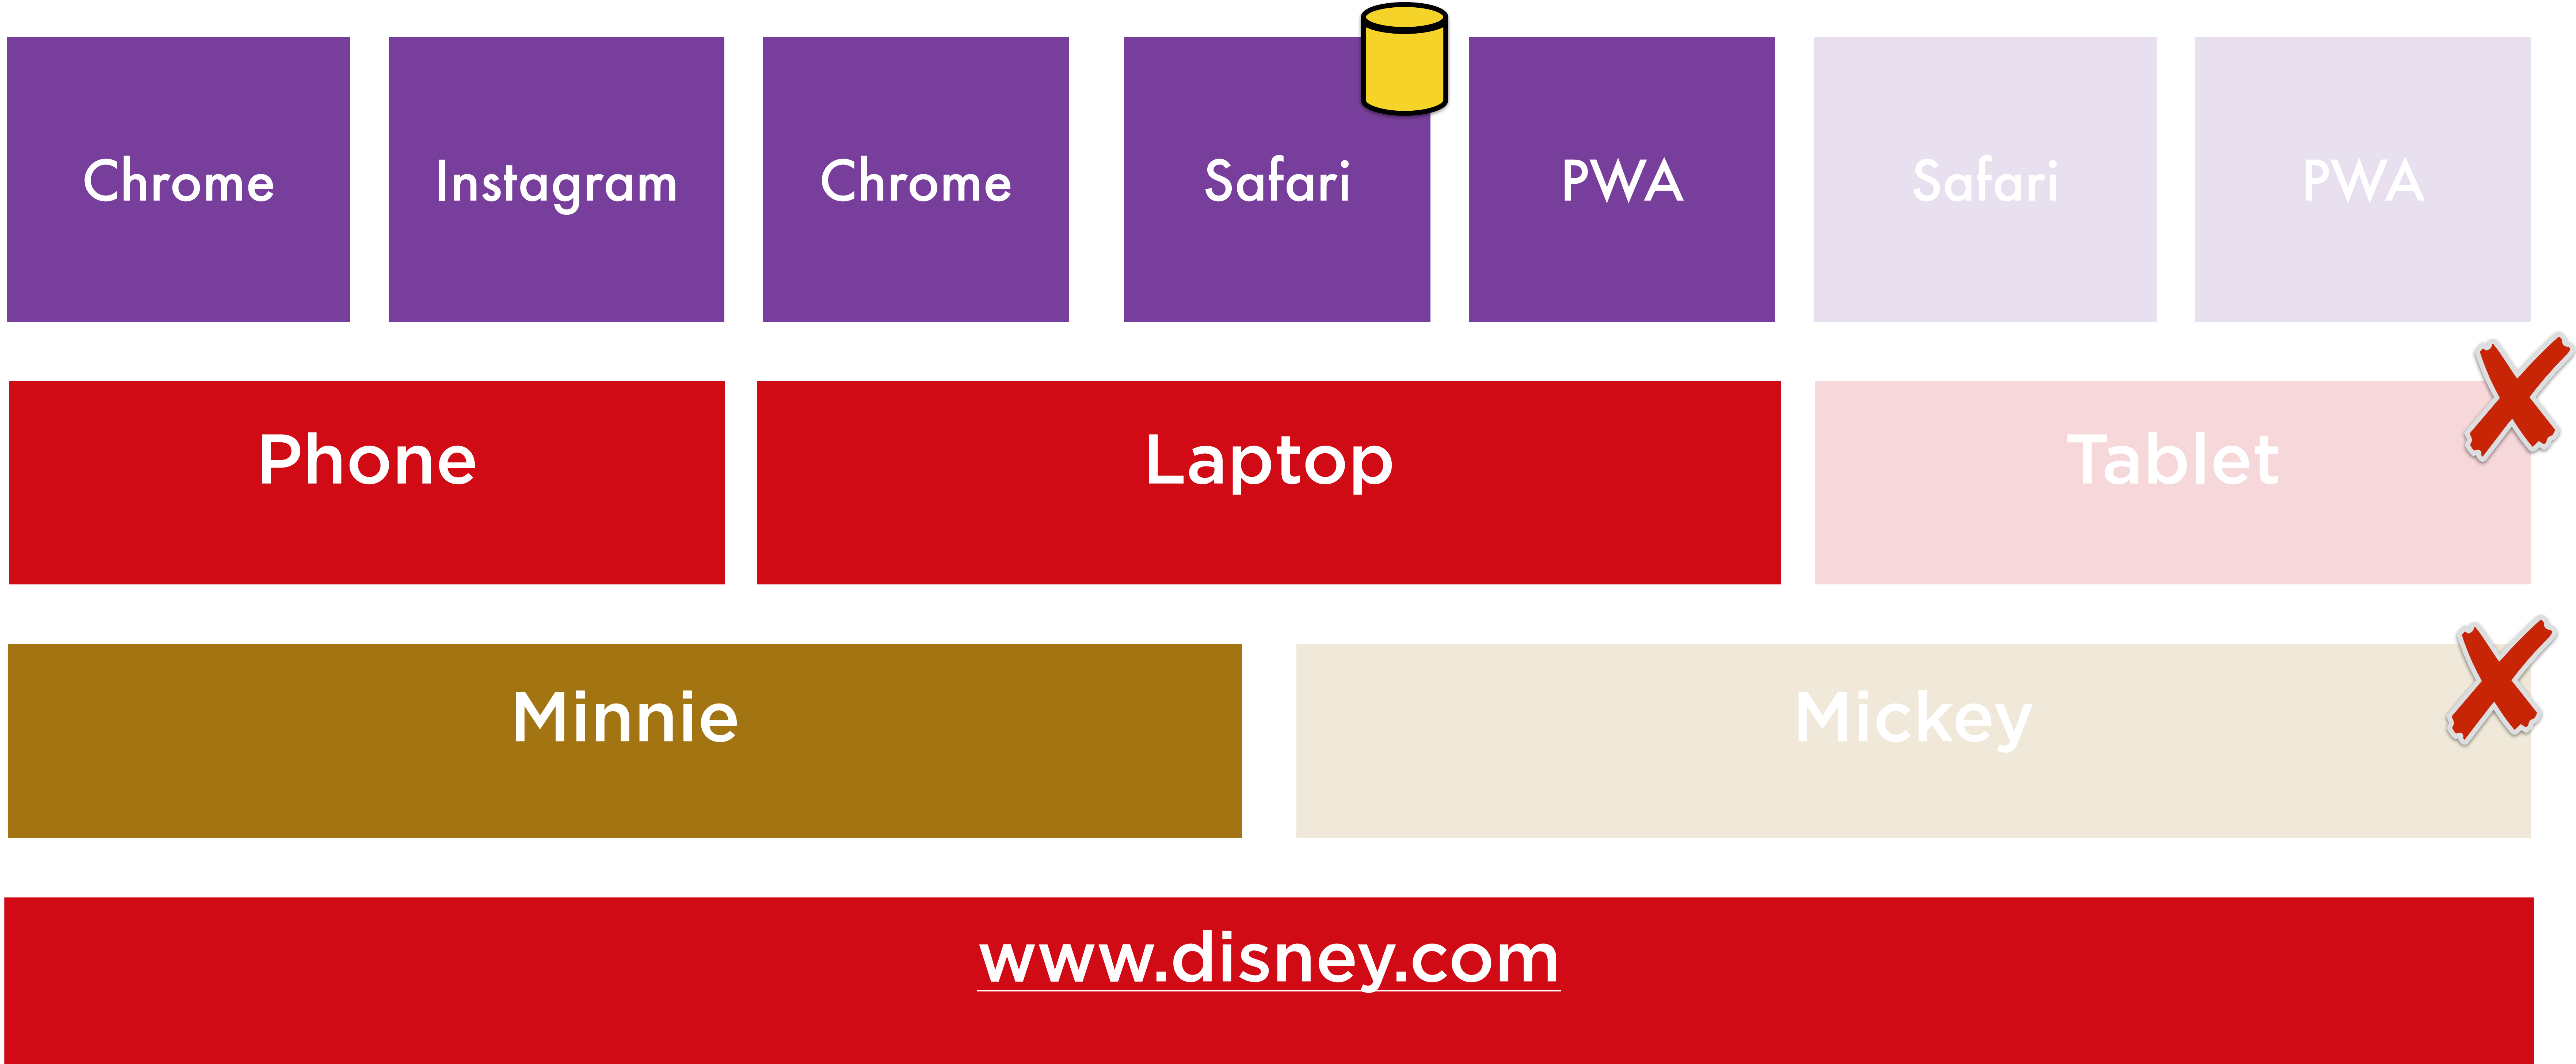 Chrome
Instagram
Chrome
Safari
PWA
Safari
PWA
Phone
Laptop
Tablet
Minnie
Mickey
www.disney.com